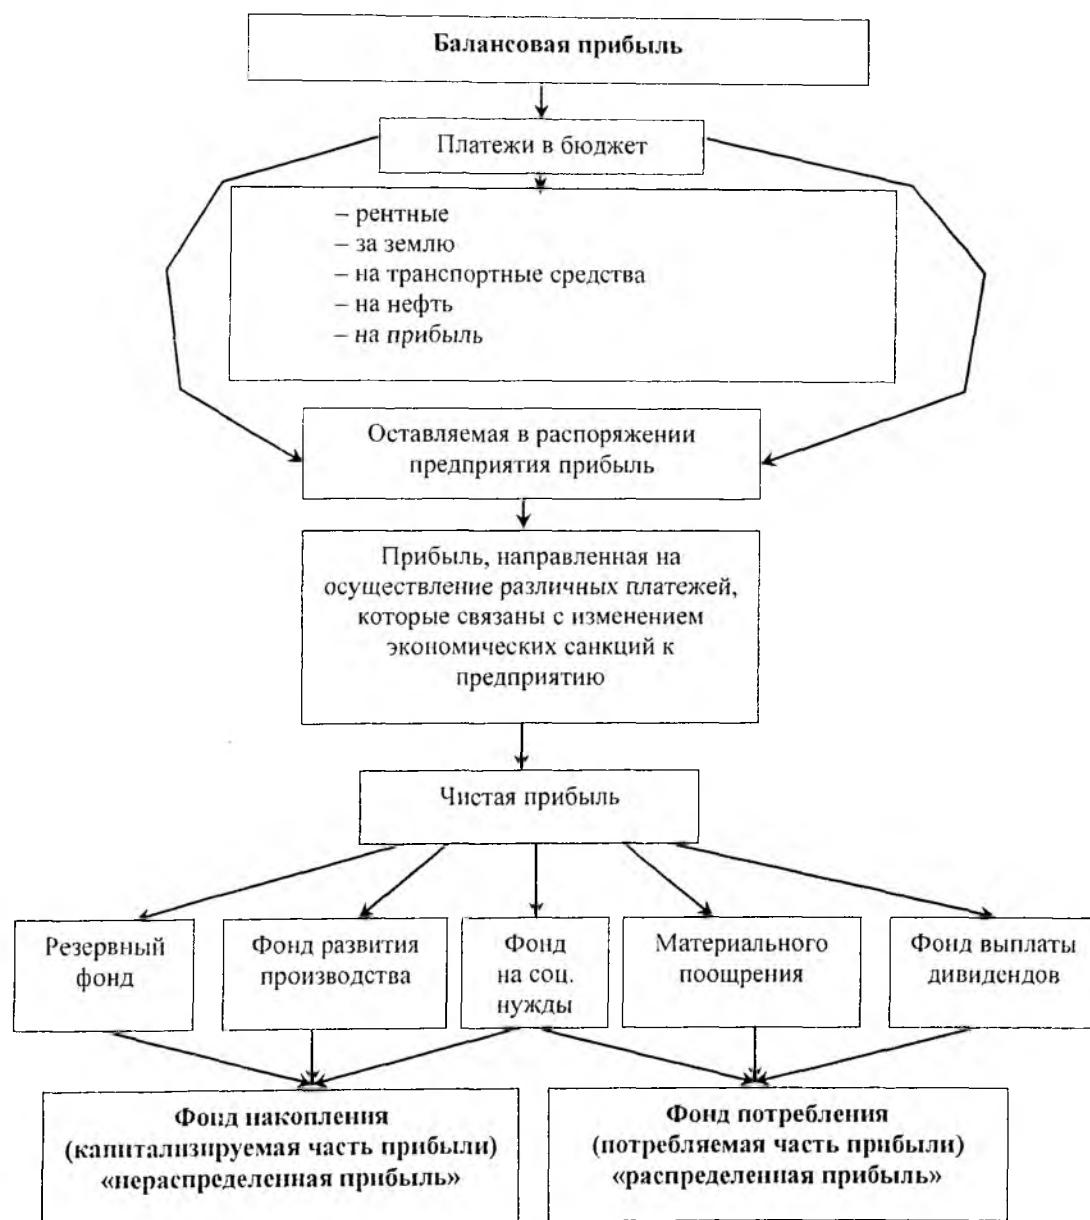 Балансовая прибыль
Платежи в бюджет
– рентные
– за землю
– на транспортные средства
– на нефть
– на прибыль
Оставляемая в распоряжении
предприятия прибыль
Прибыль, направленная на
осуществление различных платежей,
которые связаны с изменением
экономических санкций к
предприятию
Чистая прибыль
Резервный
фонд
Фонд развития
производства
Фонд
на соц.
нужды
Материального
поощрения
Фонд выплаты
дивидендов
Фонд накопления
(капитализируемая часть прибыли)
«нераспределенная прибыль»
Фонд потребления
(потребляемая часть прибыли)
«распределенная прибыль»